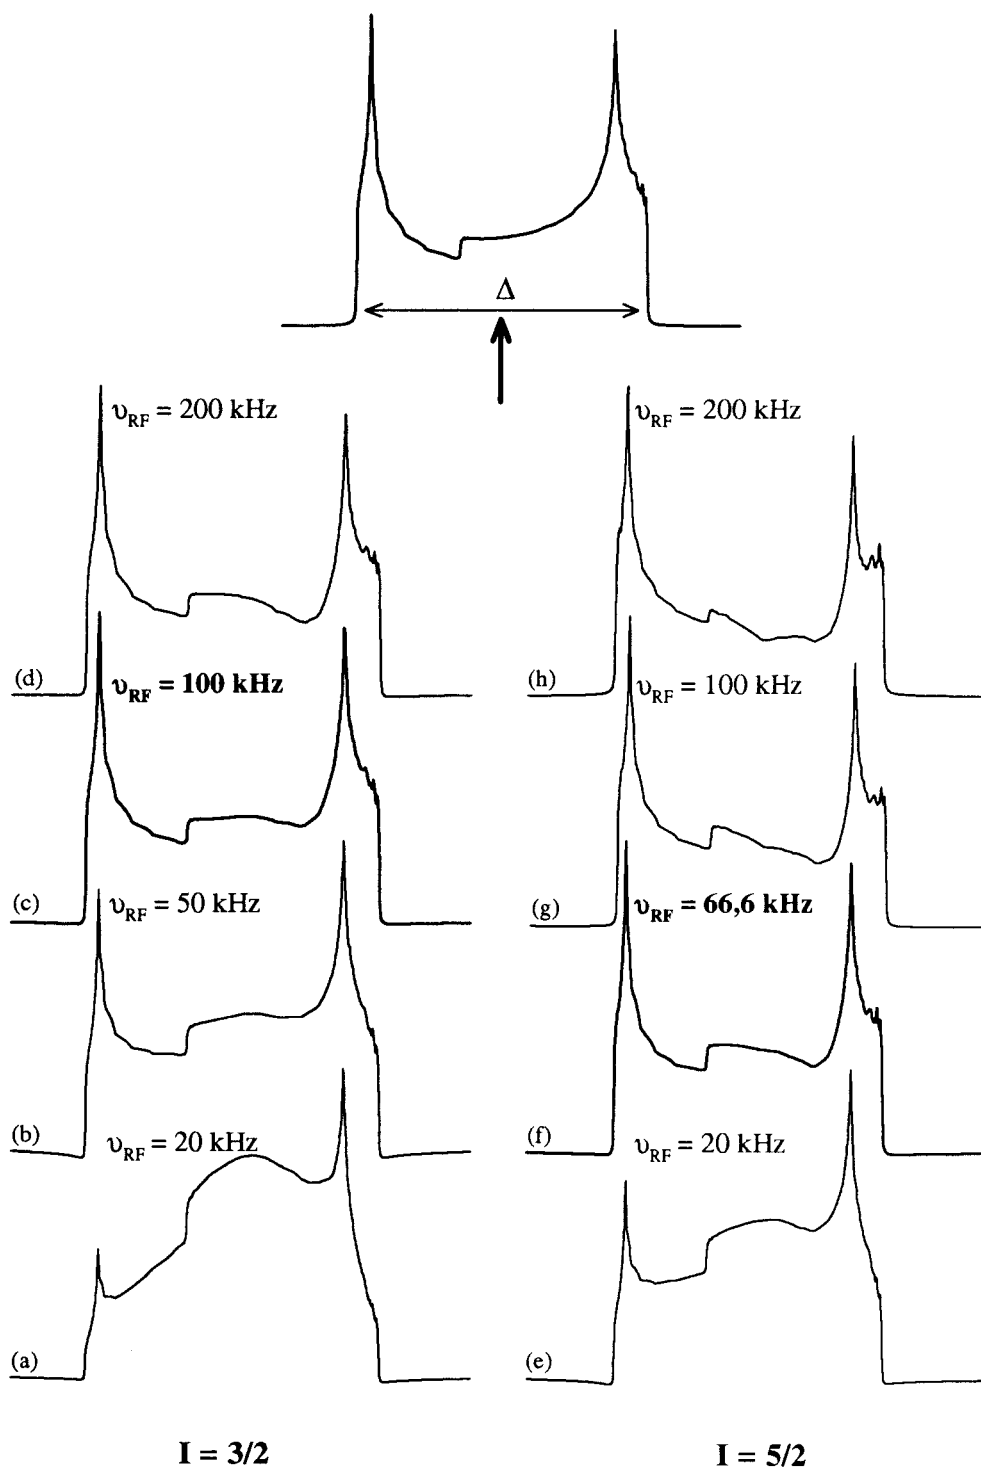 Δ
υRF = 200 kHz
υRF = 200 kHz
(d)
υRF = 100 kHz
(h)
υRF = 100 kHz
(c)
υRF = 50 kHz
(g)
υRF = 66,6 kHz
(b)
υRF = 20 kHz
(f)
υRF = 20 kHz
(a)
(e)
I = 3/2
I = 5/2